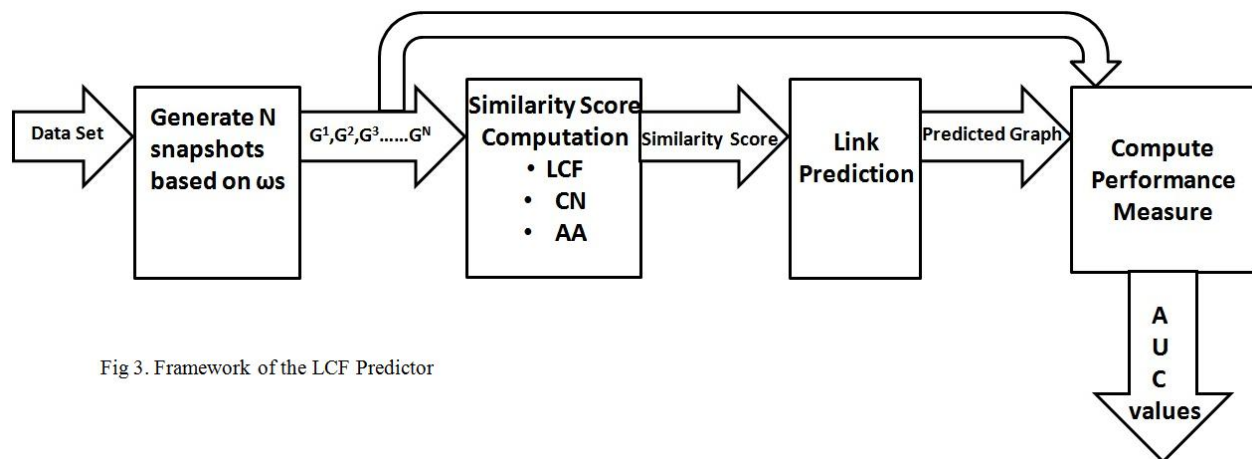 Data Set
Generate N
snapshots
based on ωs
G¹,G²,G³......Gᴺ
Similarity Score
Computation
• LCF
• CN
• AA
Similarity Score
Link
Prediction
Predicted Graph
Compute
Performance
Measure
A
U
C
values
Fig 3. Framework of the LCF Predictor